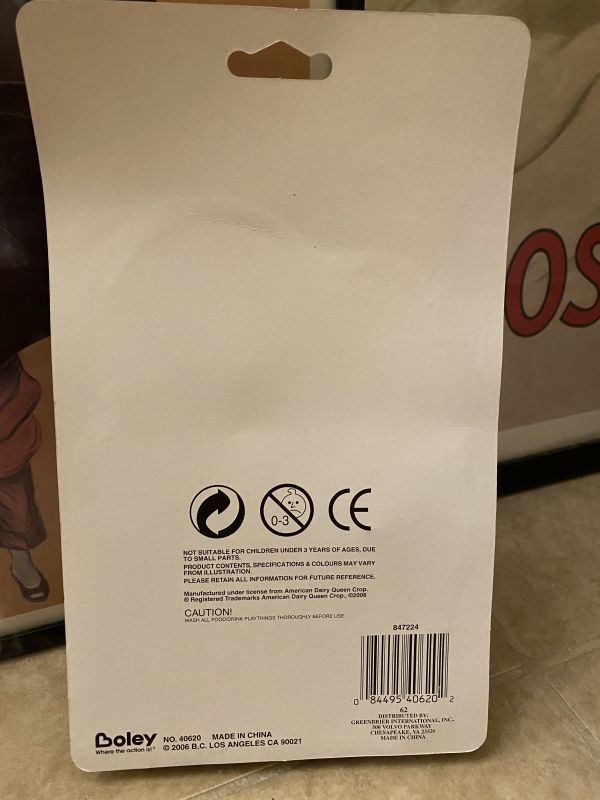 OS
0-3
CE
NOT SUITABLE FOR CHILDREN UNDER 3 YEARS OF AGES, DUE
TO SMALL PARTS.
PRODUCT CONTENTS, SPECIFICATIONS & COLOURS MAY VARY
FROM ILLUSTRATION.
PLEASE RETAIN ALL INFORMATION FOR FUTURE REFERENCE.
Manufactured under license from American Dairy Queen Crop.
® Registered Trademarks American Dairy Queen Crop., ©2006
CAUTION!
WASH ALL FOOD/DRINK PLAYTHINGS THOROUGHLY BEFORE USE
847224
0 84495 40620 2
62
DISTRIBUTED BY:
GREENBRIER INTERNATIONAL, INC.,
500 VOLVO PARKWAY
CHESAPEAKE, VA 23320
MADE IN CHINA
Boley NO. 40620 MADE IN CHINA
Where the action is!® © 2006 B.C. LOS ANGELES CA 90021